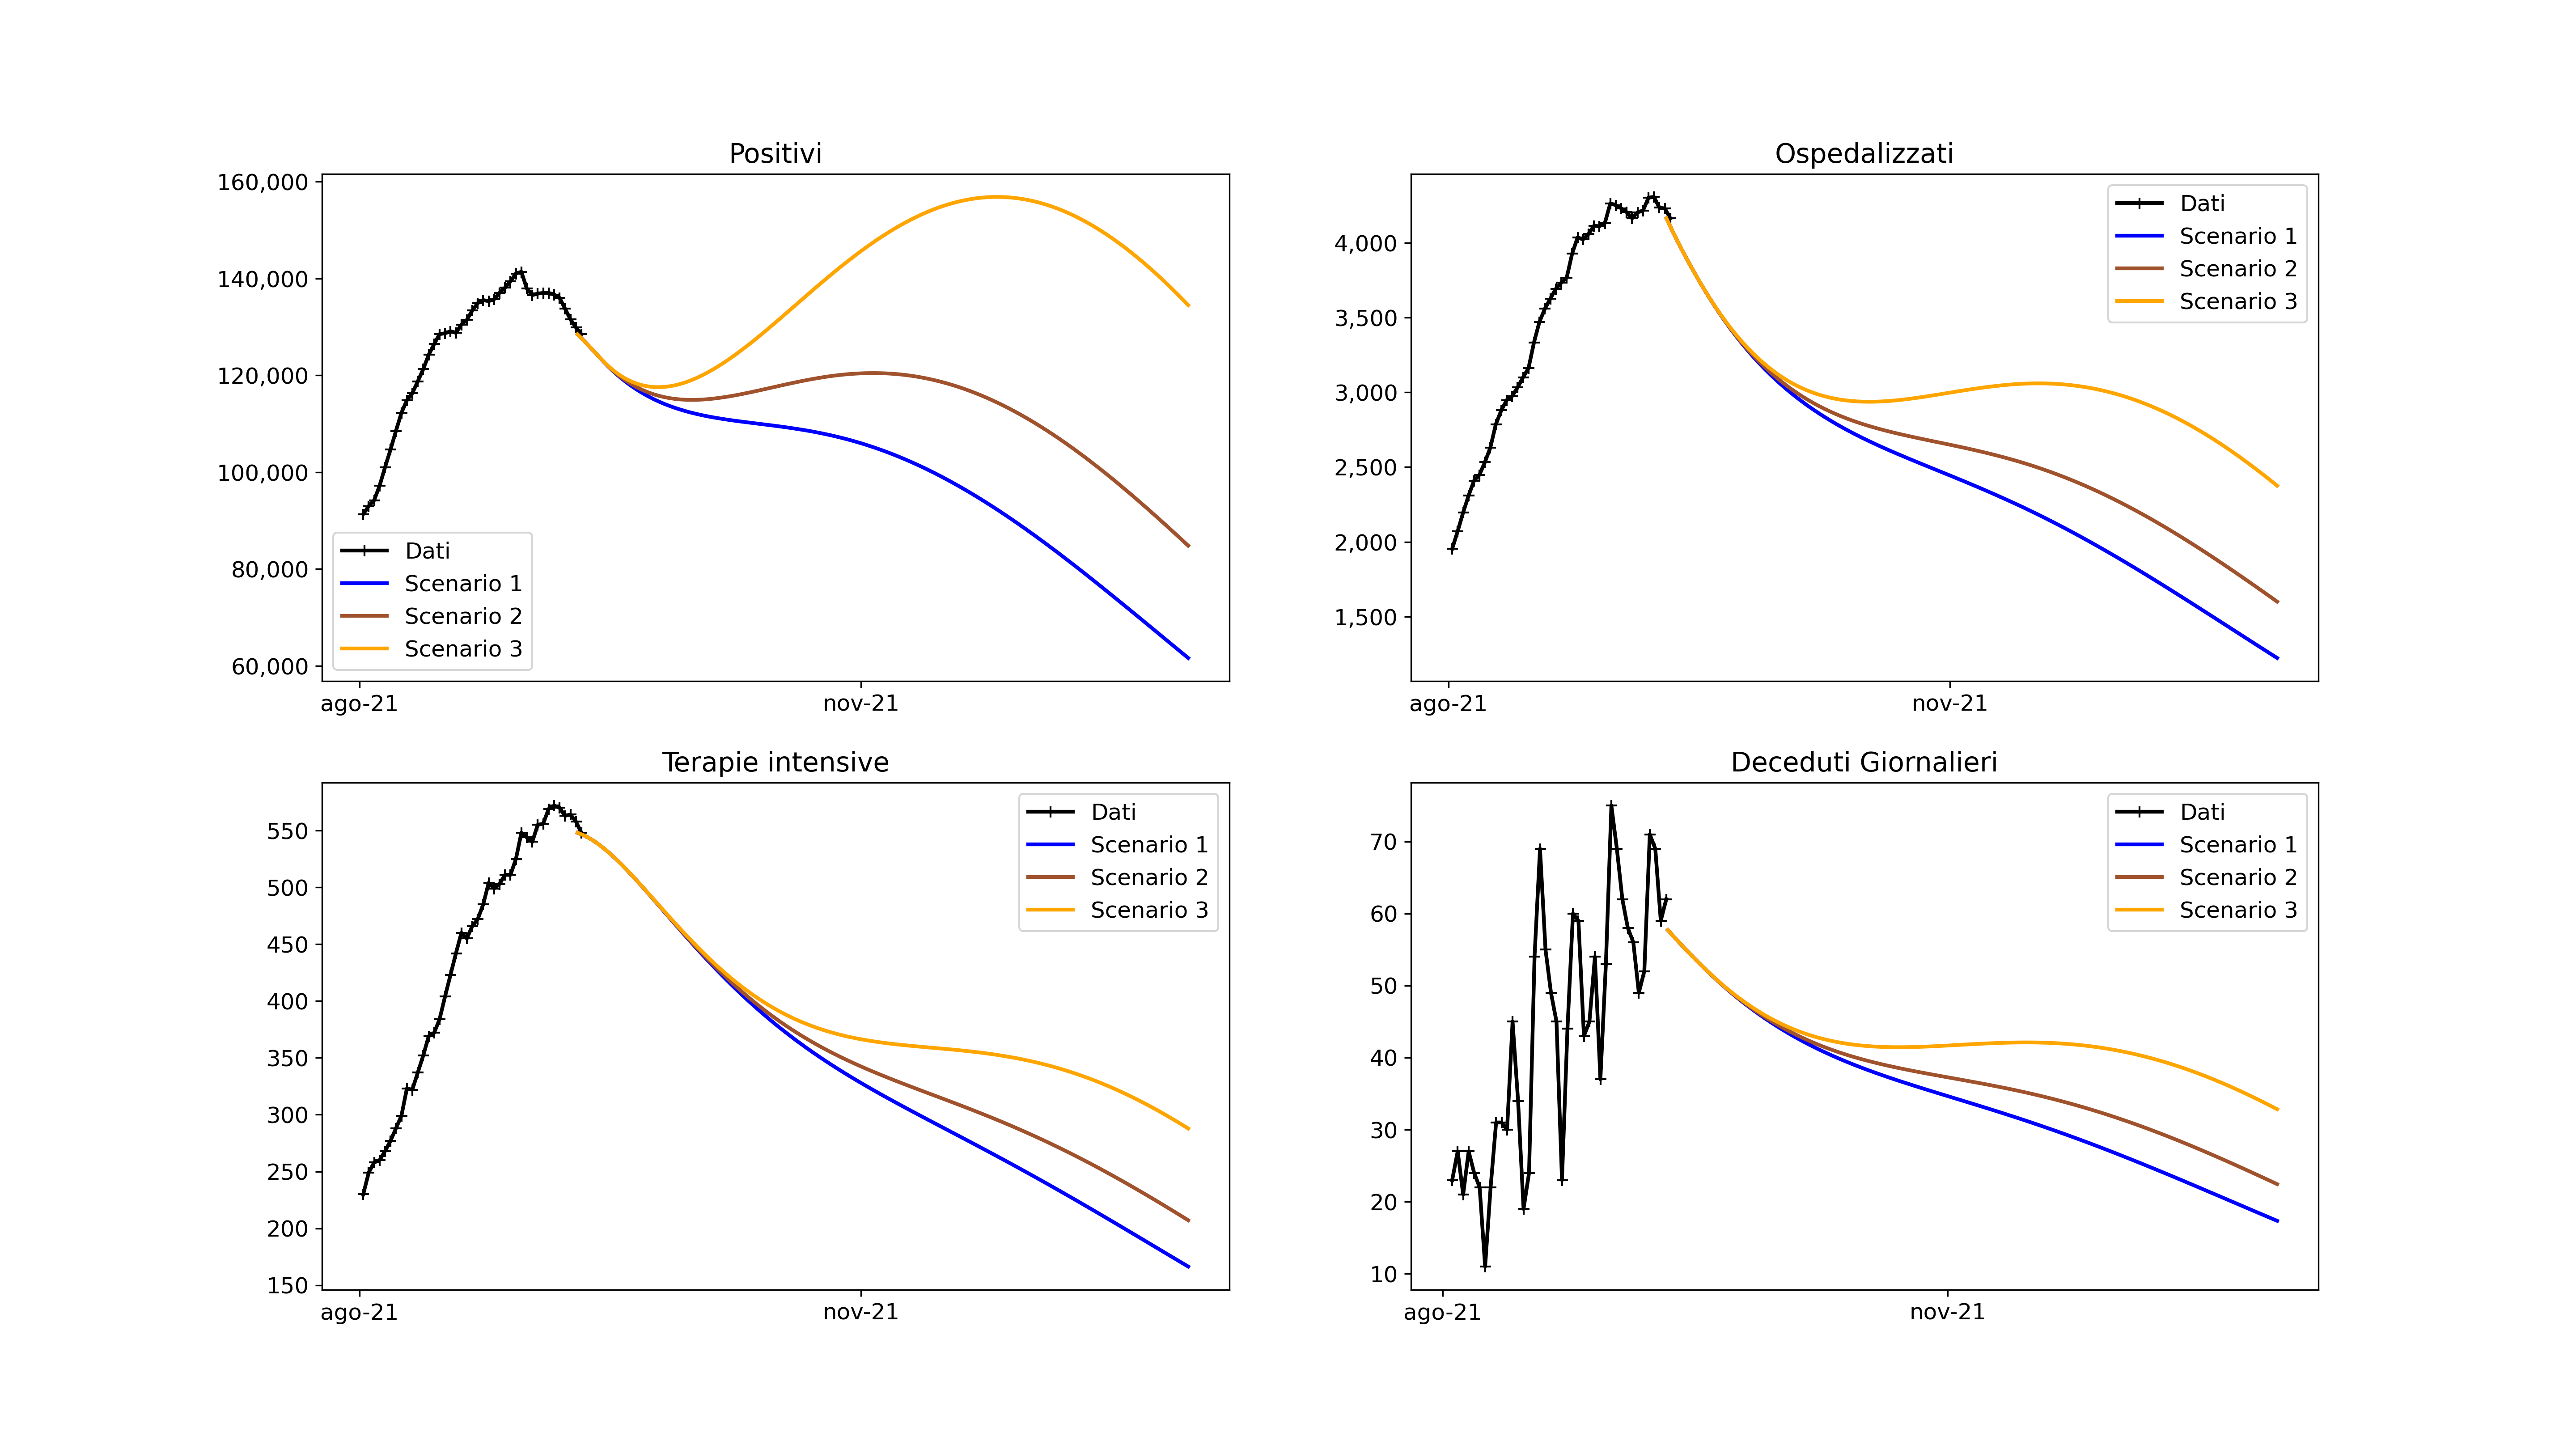 Positivi
160,000
140,000
120,000
100,000
80,000
60,000
Dati
Scenario 1
Scenario 2
Scenario 3
ago-21
nov-21
Ospedalizzati
4,000
3,500
3,000
2,500
2,000
1,500
Dati
Scenario 1
Scenario 2
Scenario 3
ago-21
nov-21
Terapie intensive
550
500
450
400
350
300
250
200
150
Dati
Scenario 1
Scenario 2
Scenario 3
ago-21
nov-21
Deceduti Giornalieri
70
60
50
40
30
20
10
Dati
Scenario 1
Scenario 2
Scenario 3
ago-21
nov-21